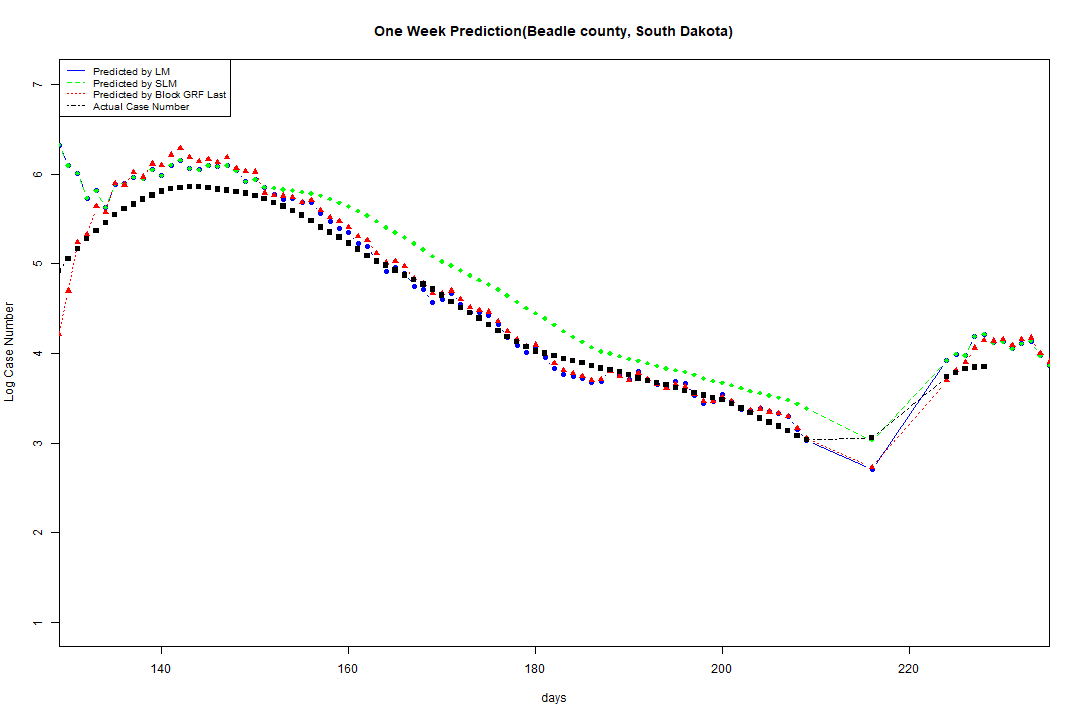 One Week Prediction(Beadle county, South Dakota)
Predicted by LM
Predicted by SLM
Predicted by Block GRF Last
Actual Case Number
7
6
5
4
3
2
1
Log Case Number
140 160 180 200 220
days